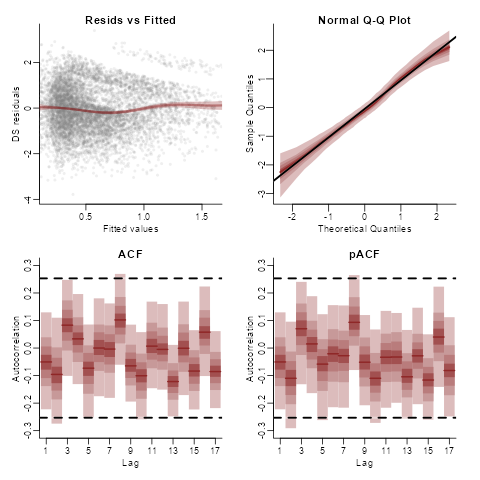 Resids vs Fitted
DS residuals
2
0
-2
-4
0.5 1.0 1.5
Fitted values
Normal Q-Q Plot
Sample Quantiles
2
1
0
-1
-2
-3
-2 -1 0 1 2
Theoretical Quantiles
ACF
Autocorrelation
0.3
0.2
0.1
0.0
-0.1
-0.2
-0.3
1 3 5 7 9 11 13 15 17
Lag
pACF
Autocorrelation
0.3
0.2
0.1
0.0
-0.1
-0.2
-0.3
1 3 5 7 9 11 13 15 17
Lag